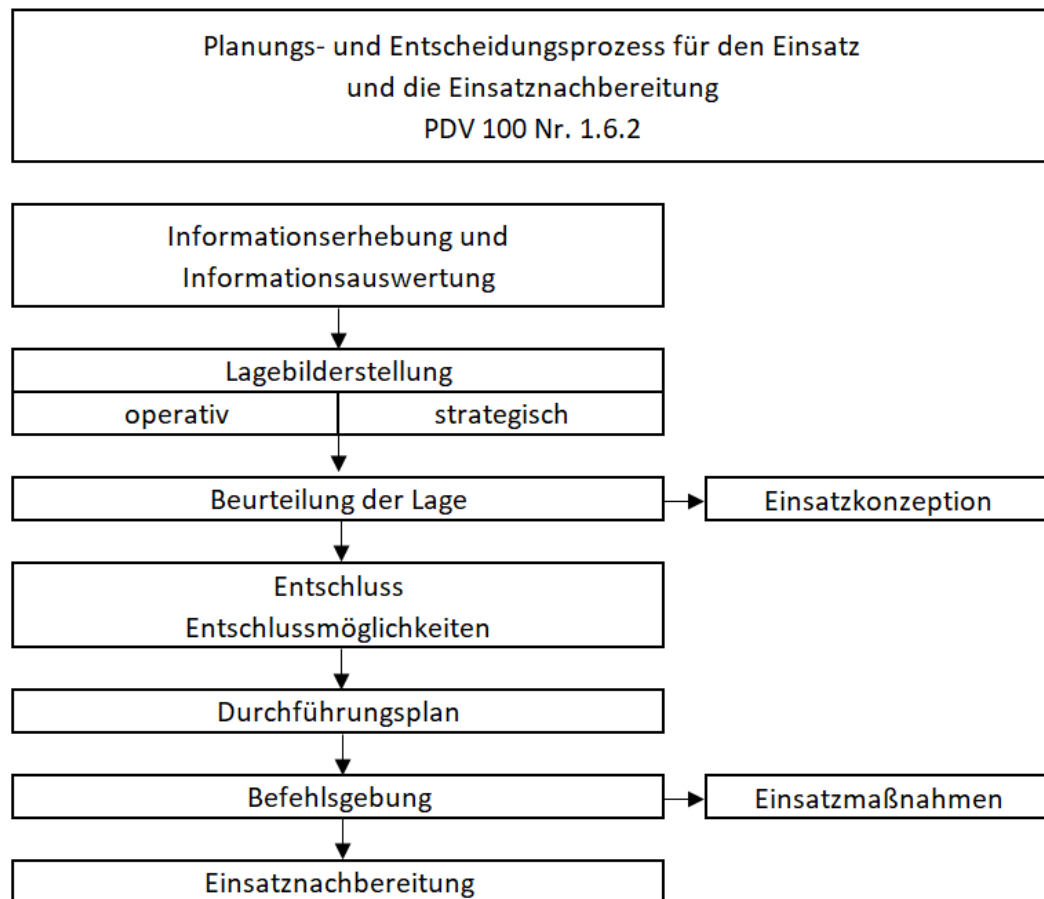 Planungs- und Entscheidungsprozess für den Einsatz
und die Einsatznachbereitung
PDV 100 Nr. 1.6.2
Informationserhebung und
Informationsauswertung
Lagebilderstellung
operativ
strategisch
Beurteilung der Lage
Einsatzkonzeption
Entschluss
Entschlussmöglichkeiten
Durchführungsplan
Befehlsgebung
Einsatzmaßnahmen
Einsatznachbereitung